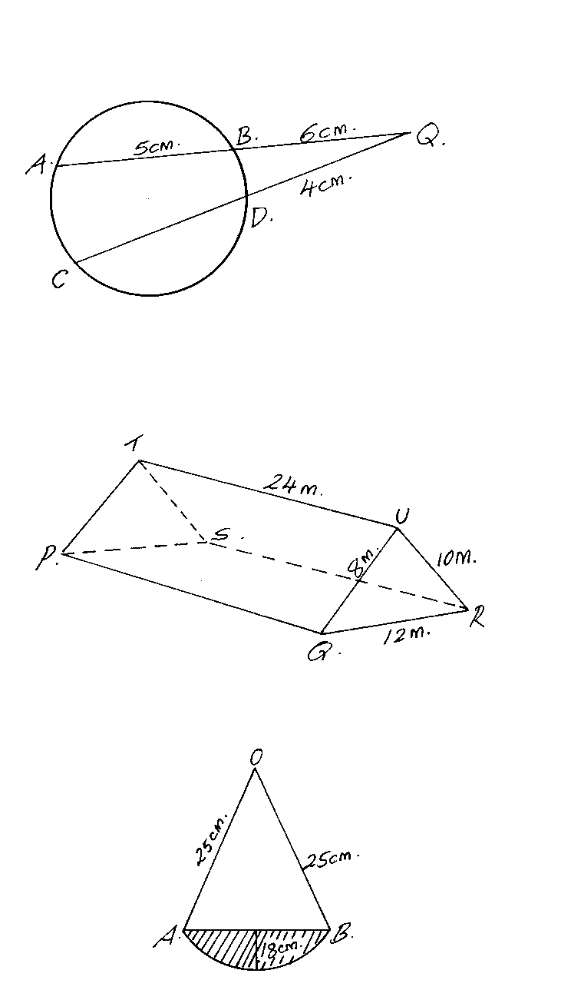 A.
5cm.
B.
6cm.
Q.
4cm.
D.
C
T
24m.
U
P.
S.
8m.
10m.
Q.
12m.
R
O
25cm.
25cm.
A.
18cm.
B.